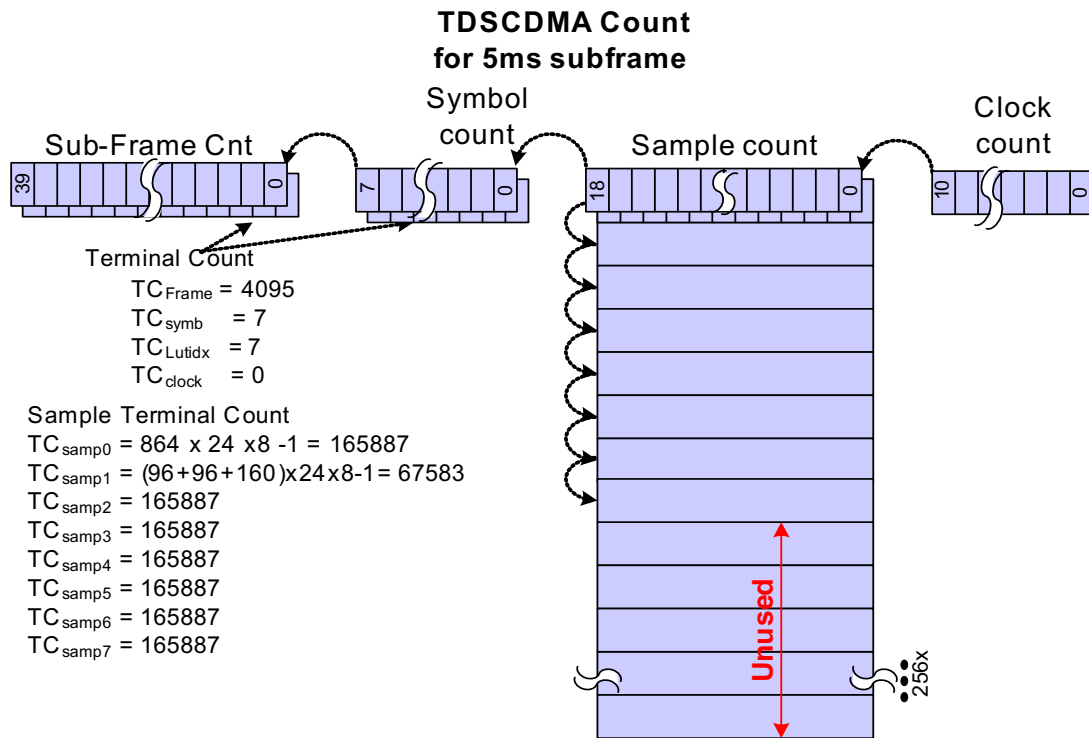 TDSCDMA Count
for 5ms subframe
Sub-Frame Cnt
Symbol
count
Sample count
Clock
count
39
0
7
0
18
0
10
0
Terminal Count
TCFrame = 4095
TCsymb = 7
TCLutidx = 7
TCclock = 0
Sample Terminal Count
TCsamp0 = 864 x 24 x8 -1 = 165887
TCsamp1 = (96+96+160)x24x8-1= 67583
TCsamp2 = 165887
TCsamp3 = 165887
TCsamp4 = 165887
TCsamp5 = 165887
TCsamp6 = 165887
TCsamp7 = 165887
Unused
256x